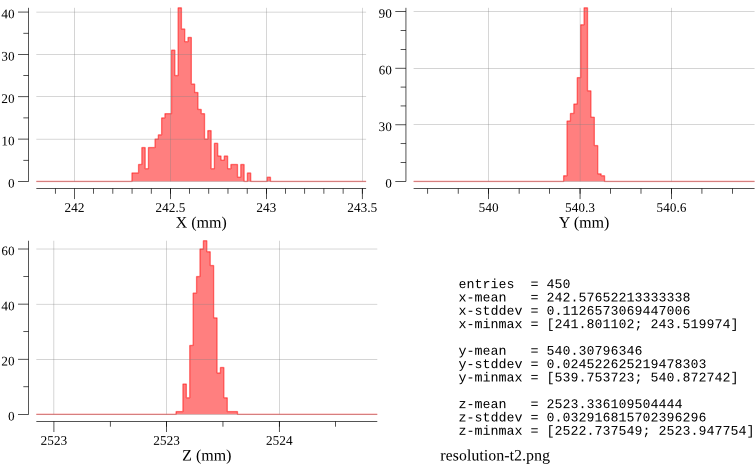 40
30
20
10
0
242
242.5
243
243.5
X (mm)
90
60
30
0
540
540.3
540.6
Y (mm)
60
40
20
0
2523
2523
2524
Z (mm)
entries = 450
x-mean = 242.57652213333338
x-stddev = 0.1126573069447006
x-minmax = [241.801102; 243.519974]
y-mean = 540.30796346
y-stddev = 0.024522625219478303
y-minmax = [539.753723; 540.872742]
z-mean = 2523.336109504444
z-stddev = 0.032916815702396296
z-minmax = [2522.737549; 2523.947754]
resolution-t2.png